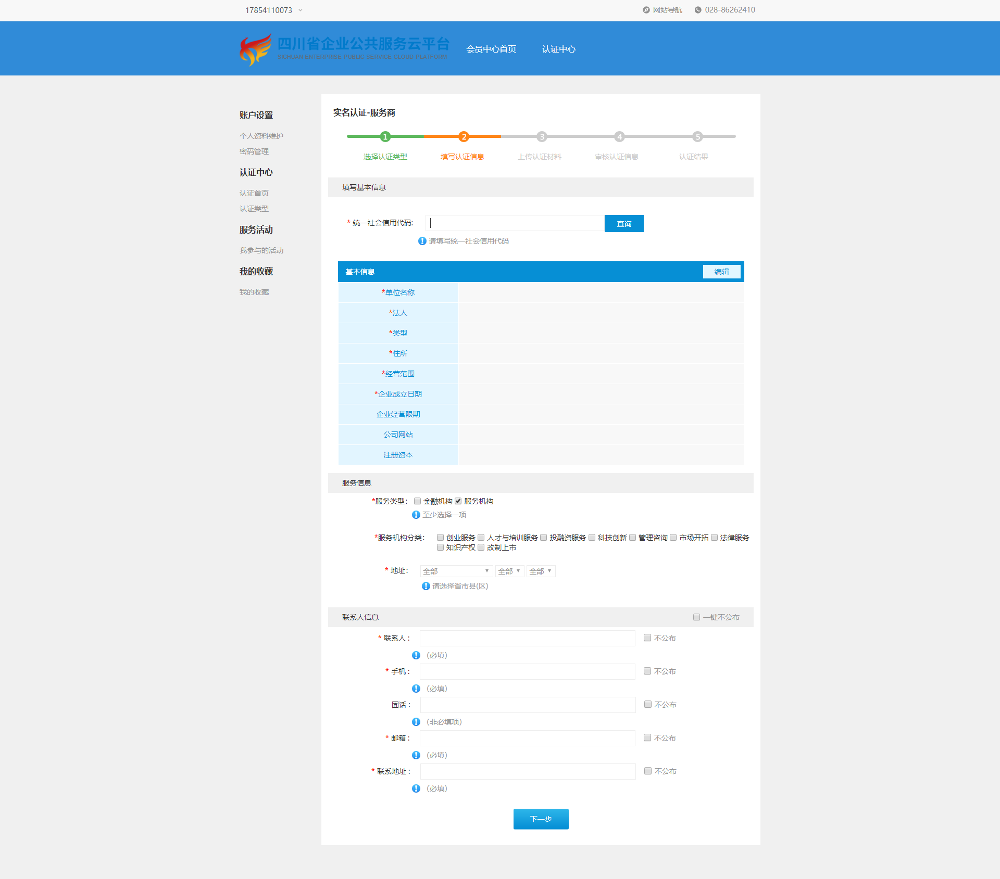 17854110073
网站导航
028-86262410
四川省企业公共服务云平台
SICHUAN ENTERPRISE PUBLIC SERVICE CLOUD PLATFORM
会员中心首页 认证中心
账户设置
个人资料维护
密码管理
认证中心
认证首页
认证类型
服务活动
我参与的活动
我的收藏
我的收藏
实名认证-服务商
1 2 3 4 5
选择认证类型 填写认证信息 上传认证材料 审核认证信息 认证结果
填写基本信息
* 统一社会信用代码: 查询
请填写统一社会信用代码
基本信息 编辑
*单位名称
*法人
*类型
*住所
*经营范围
*企业成立日期
企业经营限期
公司网站
注册资本
服务信息
*服务类型： 金融机构 服务机构
至少选择一项
*服务机构分类： 创业服务 人才与培训服务 投融资服务 科技创新 管理咨询 市场开拓 法律服务
知识产权 改制上市
* 地址： 全部 全部 全部
请选择省市县(区)
联系人信息 一键不公布
* 联系人： 不公布
（必填）
* 手机： 不公布
（必填）
固话： 不公布
（非必填项）
* 邮箱： 不公布
（必填）
* 联系地址： 不公布
（必填）
下一步